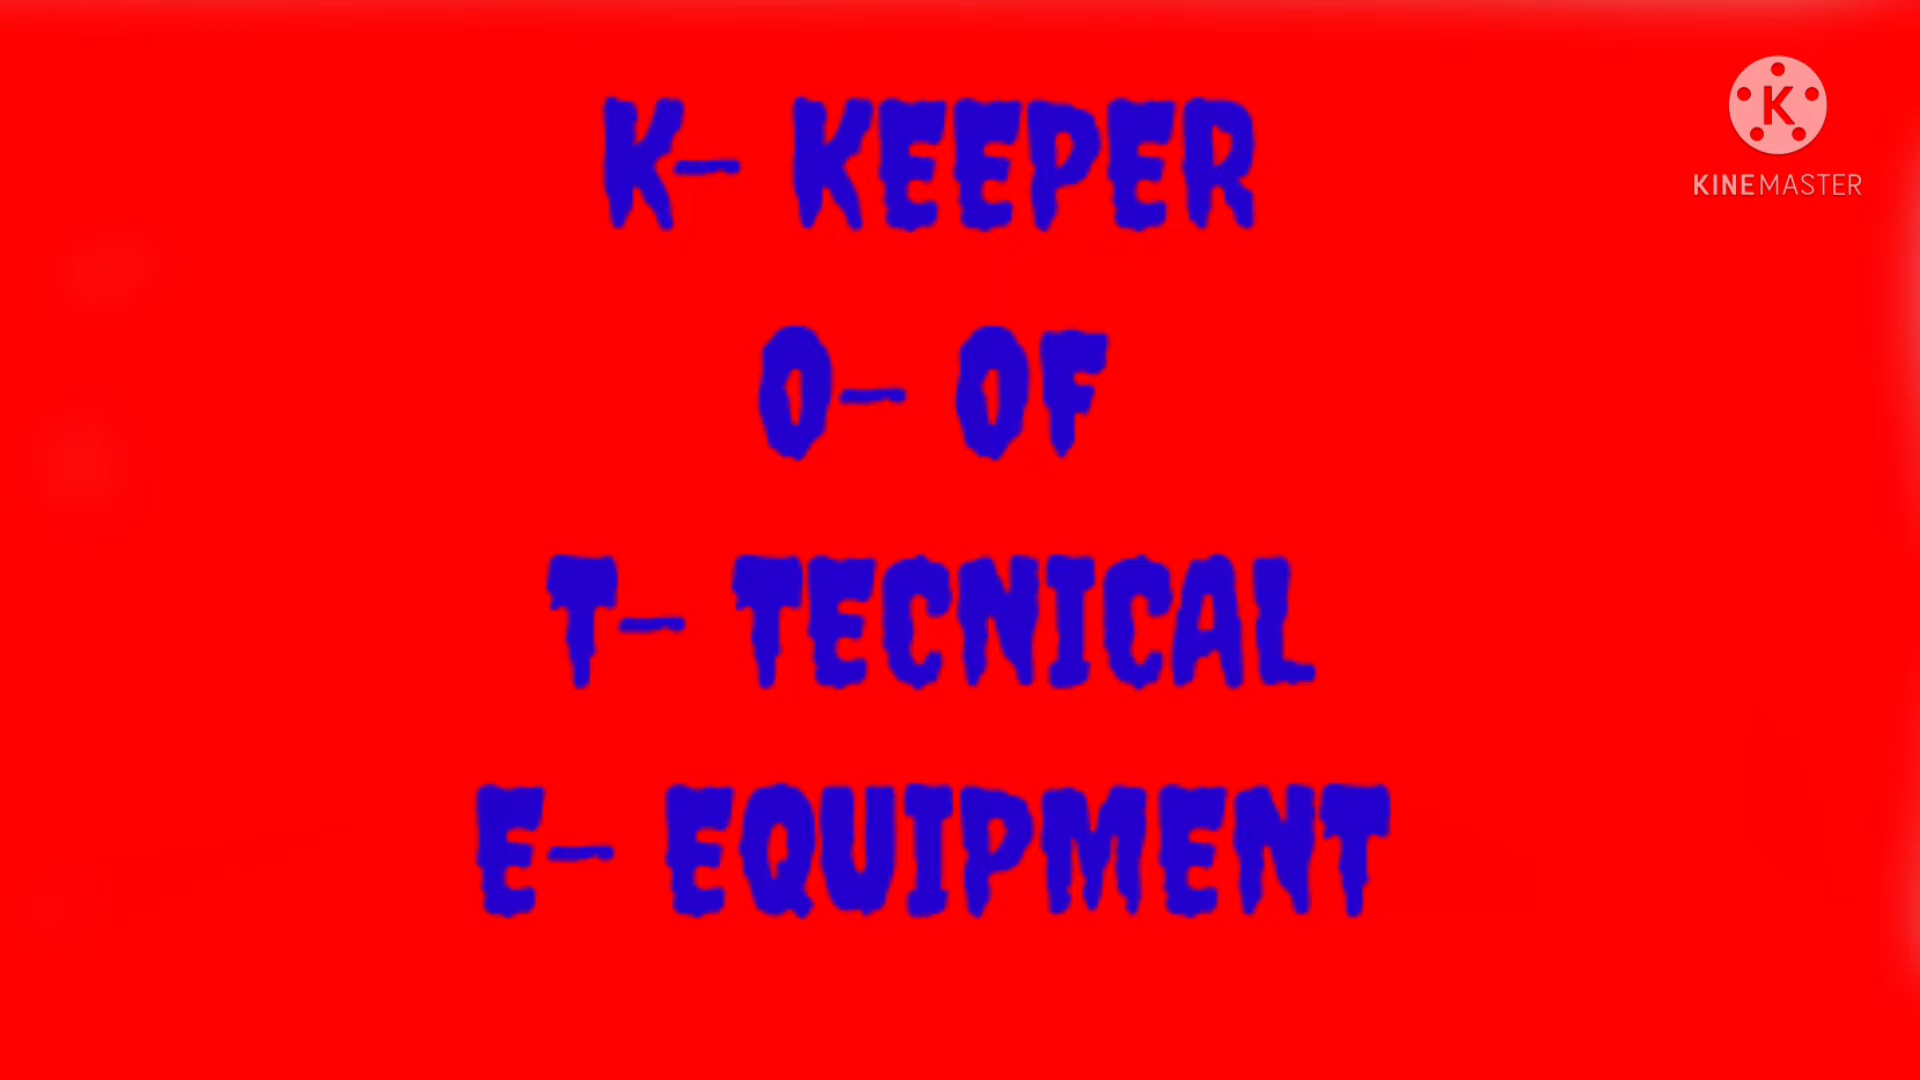 K- KEEPER
O- OF
T- TECNICAL
E- EQUIPMENT
K
KINEMASTER